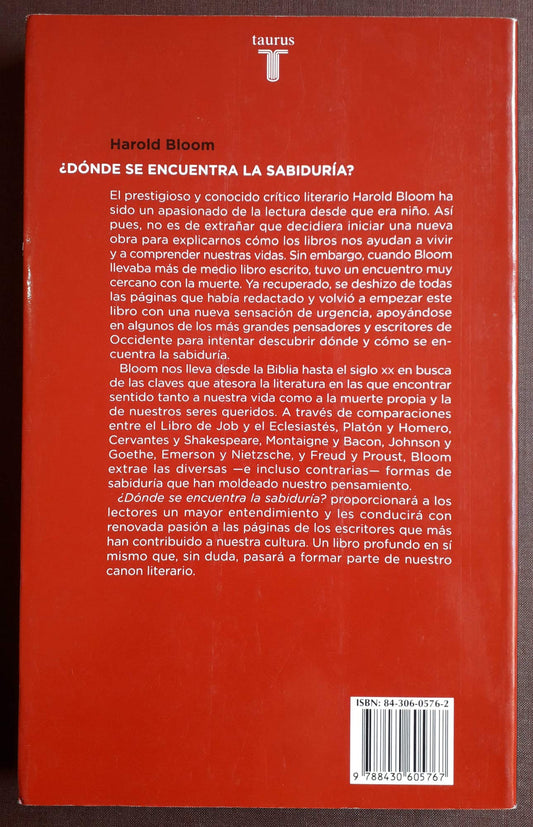 taurus
T
Harold Bloom
¿DÓNDE SE ENCUENTRA LA SABIDURÍA?
El prestigioso y conocido crítico literario Harold Bloom ha
sido un apasionado de la lectura desde que era niño. Así
pues, no es de extrañar que decidiera iniciar una nueva
obra para explicarnos cómo los libros nos ayudan a vivir
y a comprender nuestras vidas. Sin embargo, cuando Bloom
llevaba más de medio libro escrito, tuvo un encuentro muy
cercano con la muerte. Ya recuperado, se deshizo de todas
las páginas que había redactado y volvió a empezar este
libro con una nueva sensación de urgencia, apoyándose
en algunos de los más grandes pensadores y escritores de
Occidente para intentar descubrir dónde y cómo se en-
cuentra la sabiduría.
Bloom nos lleva desde la Biblia hasta el siglo XX en busca
de las claves que atesora la literatura en las que encontrar
sentido tanto a nuestra vida como a la muerte propia y la
de nuestros seres queridos. A través de comparaciones
entre el Libro de Job y el Eclesiastés, Platón y Homero,
Cervantes y Shakespeare, Montaigne y Bacon, Johnson y
Goethe, Emerson y Nietzsche, y Freud y Proust, Bloom
extrae las diversas —e incluso contrarias— formas de
sabiduría que han moldeado nuestro pensamiento.
¿Dónde se encuentra la sabiduría? proporcionará a los
lectores un mayor entendimiento y les conducirá con
renovada pasión a las páginas de los escritores que más
han contribuido a nuestra cultura. Un libro profundo en sí
mismo que, sin duda, pasará a formar parte de nuestro
canon literario.
ISBN: 84-306-0576-2
9 788430 605767